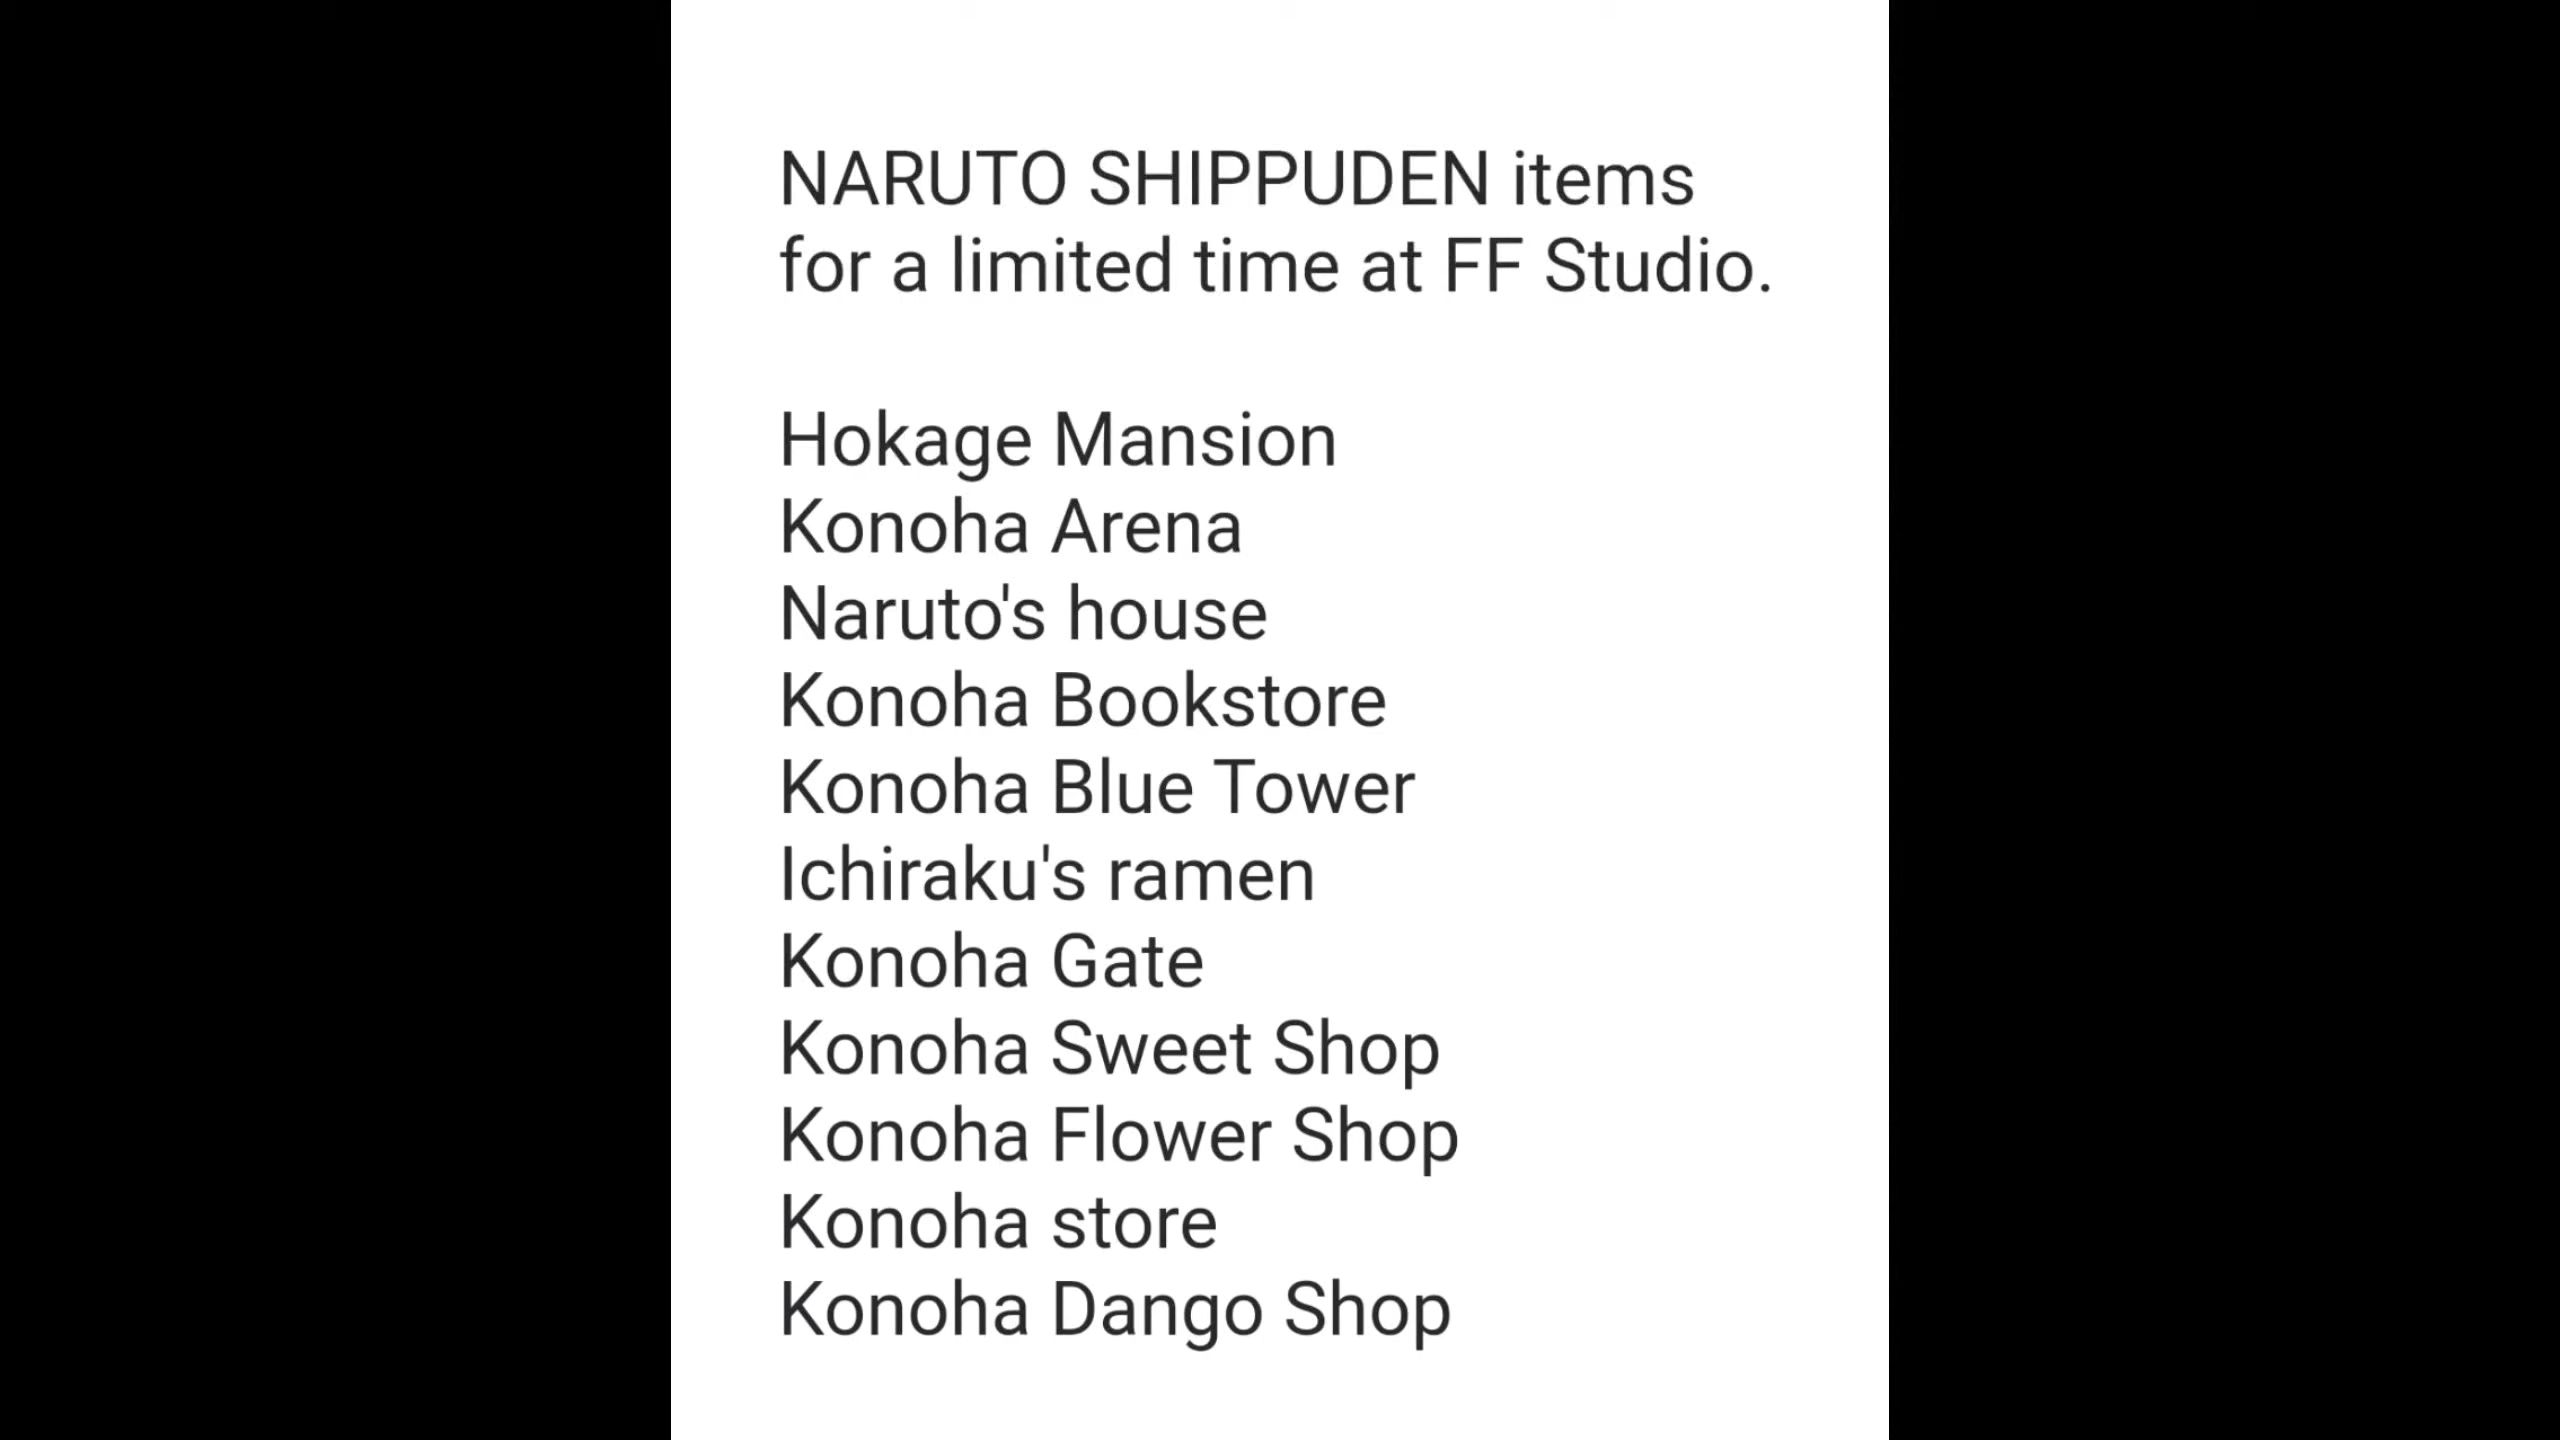 NARUTO SHIPPUDEN items
for a limited time at FF Studio.
Hokage Mansion
Konoha Arena
Naruto's house
Konoha Bookstore
Konoha Blue Tower
Ichiraku's ramen
Konoha Gate
Konoha Sweet Shop
Konoha Flower Shop
Konoha store
Konoha Dango Shop